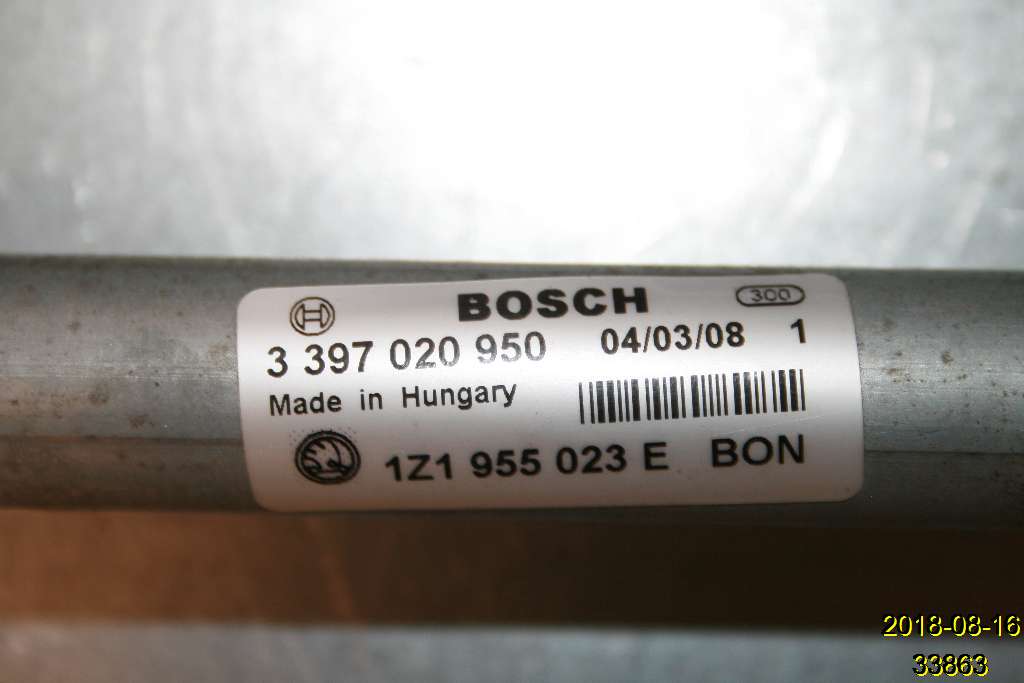 BOSCH 300
3 397 020 950 04/03/08 1
Made in Hungary
1Z1 955 023 E BON
2018-08-16
33863